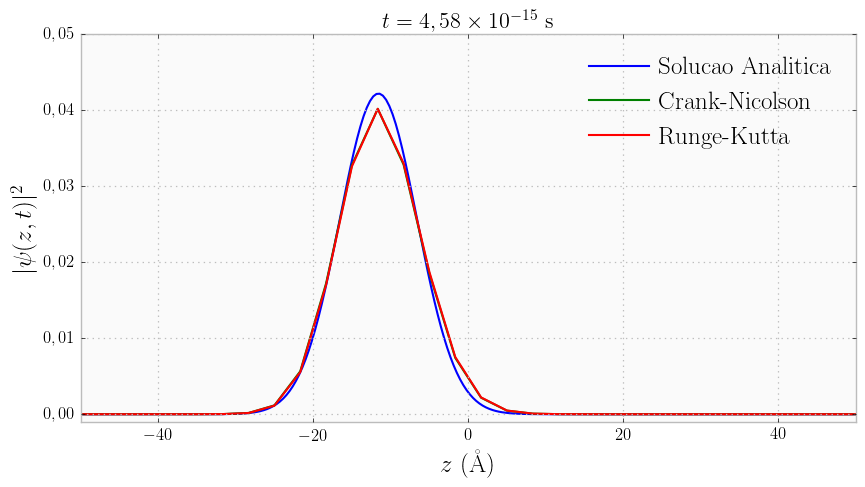 t = 4,58 × 10⁻¹⁵ s
Solucao Analitica
Crank-Nicolson
Runge-Kutta
|ψ(z, t)|²
0,05
0,04
0,03
0,02
0,01
0,00
−40 −20 0 20 40
z (Å)